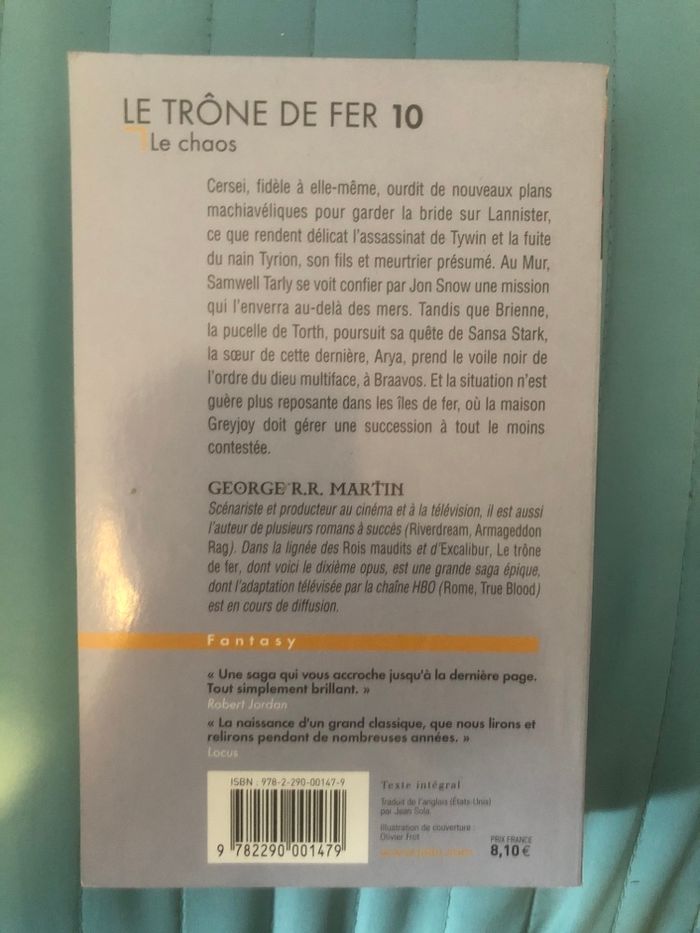 LE TRÔNE DE FER 10
Le chaos
Cersei, fidèle à elle-même, ourdit de nouveaux plans
machiavéliques pour garder la bride sur Lannister,
ce que rendent délicat l'assassinat de Tywin et la fuite
du nain Tyrion, son fils et meurtrier présumé. Au Mur,
Samwell Tarly se voit confier par Jon Snow une mission
qui l'enverra au-delà des mers. Tandis que Brienne,
la pucelle de Torth, poursuit sa quête de Sansa Stark,
la sœur de cette dernière, Arya, prend le voile noir de
l'ordre du dieu multiface, à Braavos. Et la situation n'est
guère plus reposante dans les îles de fer, où la maison
Greyjoy doit gérer une succession à tout le moins
contestée.
GEORGE R.R. MARTIN
Scénariste et producteur au cinéma et à la télévision, il est aussi
l'auteur de plusieurs romans à succès (Riverdream, Armageddon
Rag). Dans la lignée des Rois maudits et d'Excalibur, Le trône
de fer, dont voici le dixième opus, est une grande saga épique,
dont l'adaptation télévisée par la chaîne HBO (Rome, True Blood)
est en cours de diffusion.
Fantasy
« Une saga qui vous accroche jusqu'à la dernière page.
Tout simplement brillant. »
Robert Jordan
« La naissance d'un grand classique, que nous lirons et
relirons pendant de nombreuses années. »
Locus
ISBN : 978-2-290-00147-9
9 782290 001479
Texte intégral
Traduit de l'anglais (États-Unis)
par Jean Sola
Illustration de couverture :
Olivier Frot
PRIX FRANCE
8,10 €